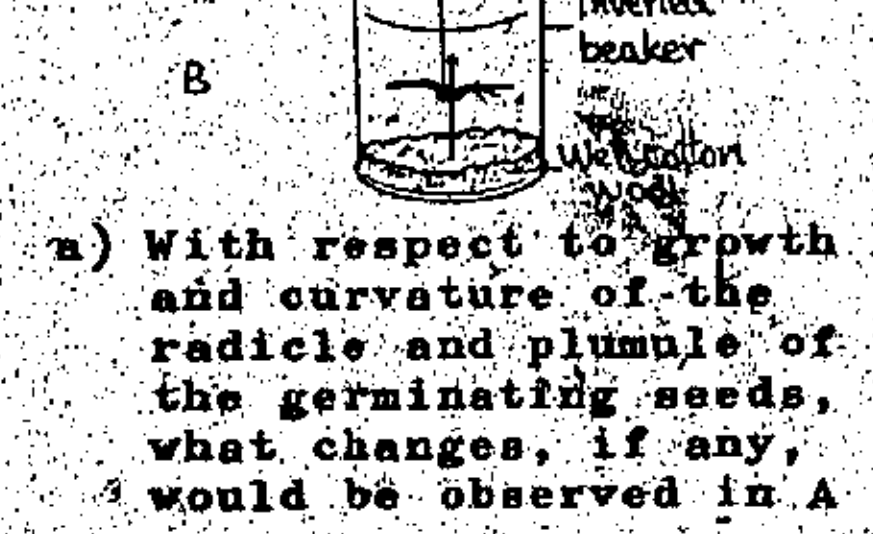 inverted
beaker
B
Wet cotton
wool
a) With respect to growth
and curvature of the
radicle and plumule of
the germinating seeds,
what changes, if any,
would be observed in A